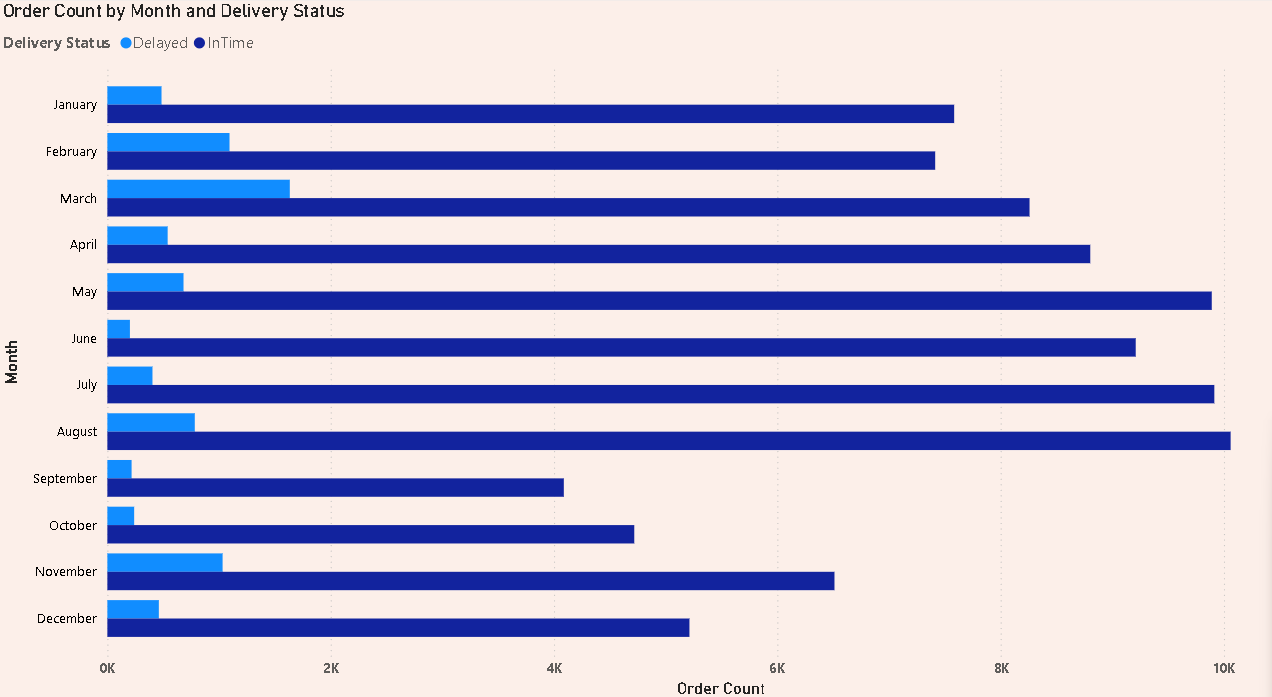 Order Count by Month and Delivery Status
Delivery Status Delayed InTime
January
February
March
April
May
June
July
August
September
October
November
December
Month
0K 2K 4K 6K 8K 10K
Order Count